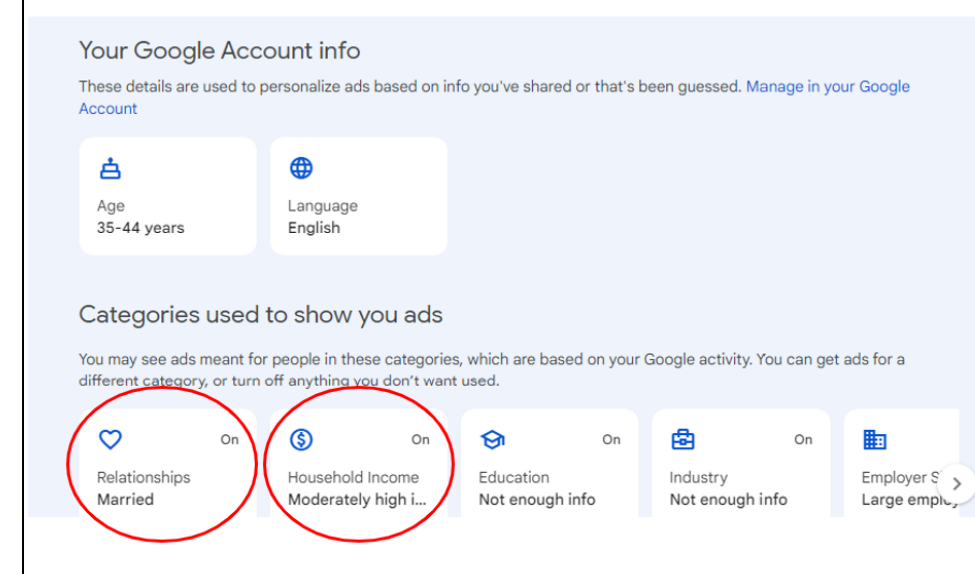 Your Google Account info
These details are used to personalize ads based on info you've shared or that's been guessed. Manage in your Google
Account
Age
35-44 years
Language
English
Categories used to show you ads
You may see ads meant for people in these categories, which are based on your Google activity. You can get ads for a
different category, or turn off anything you don't want used.
On
Relationships
Married
On
Household Income
Moderately high i...
On
Education
Not enough info
On
Industry
Not enough info
Employer S
Large employ